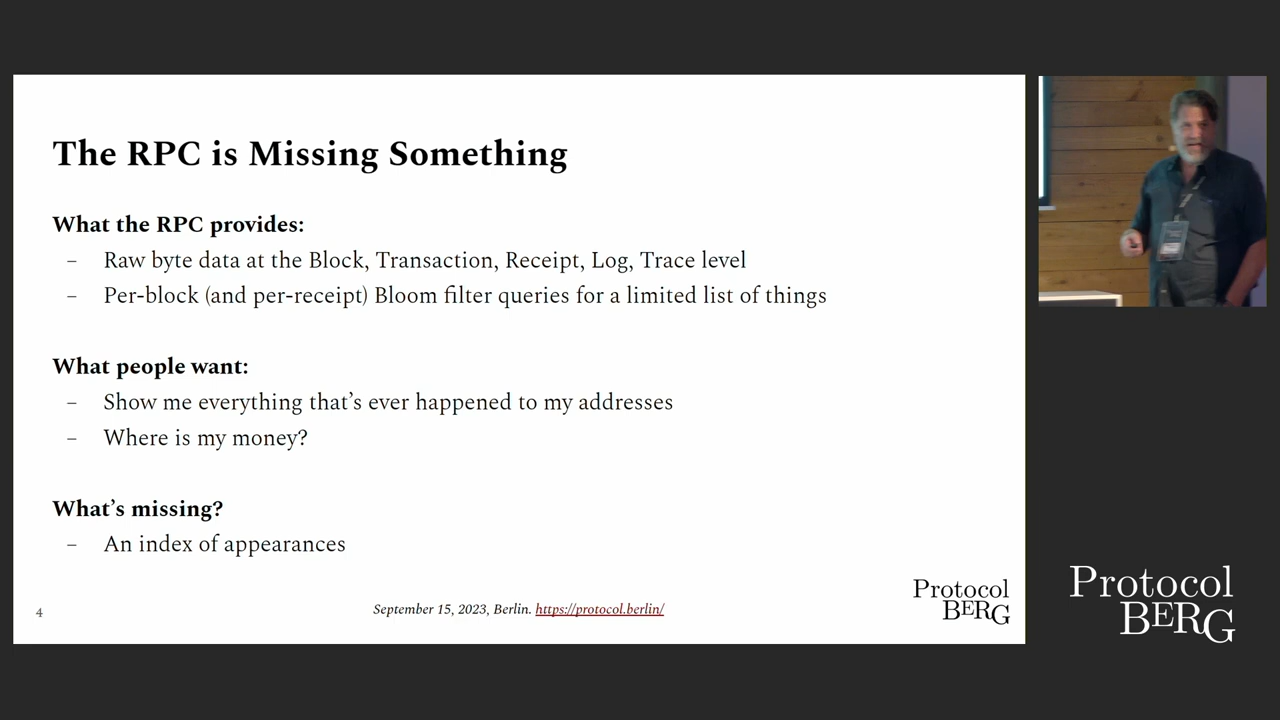 The RPC is Missing Something
What the RPC provides:
– Raw byte data at the Block, Transaction, Receipt, Log, Trace level
– Per-block (and per-receipt) Bloom filter queries for a limited list of things
What people want:
– Show me everything that’s ever happened to my addresses
– Where is my money?
What’s missing?
– An index of appearances
4
September 15, 2023, Berlin. https://protocol.berlin/
Protocol
BERG
Protocol
BERG